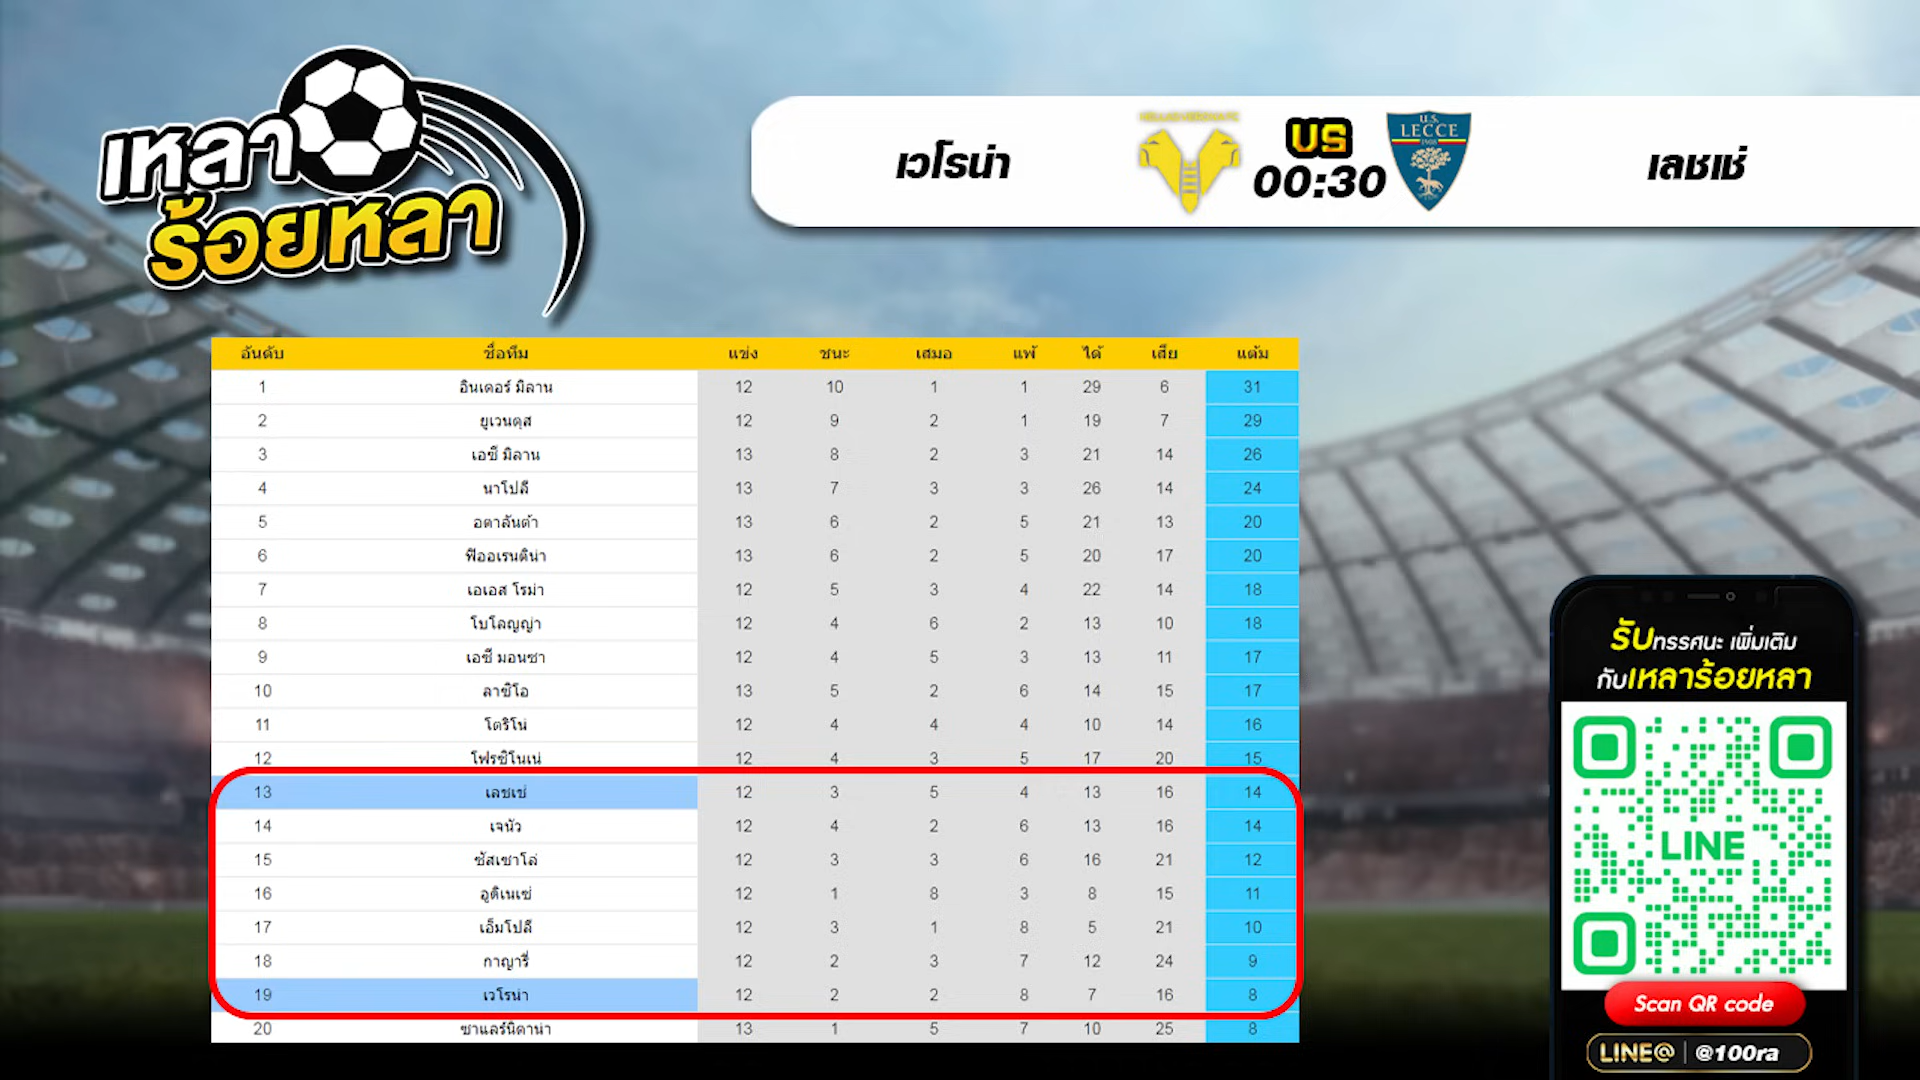 เหลา
ร้อยหลา
เวโรน่า
HELLAS VERONA FC
VS
00:30
U.S.
LECCE
1908
เลชเช่
อันดับ ชื่อทีม แข่ง ชนะ เสมอ แพ้ ได้ เสีย แต้ม
1 อินเตอร์ มิลาน 12 10 1 1 29 6 31
2 ยูเวนตุส 12 9 2 1 19 7 29
3 เอซี มิลาน 13 8 2 3 21 14 26
4 นาโปลี 13 7 3 3 26 14 24
5 อตาลันต้า 13 6 2 5 21 13 20
6 ฟิออเรนติน่า 13 6 2 5 20 17 20
7 เอเอส โรม่า 12 5 3 4 22 14 18
8 โบโลญญ่า 12 4 6 2 13 10 18
9 เอซี มอนซา 12 4 5 3 13 11 17
10 ลาซิโอ 13 5 2 6 14 15 17
11 โตริโน่ 12 4 4 4 10 14 16
12 โฟรซิโนเน่ 12 4 3 5 17 20 15
13 เลชเช่ 12 3 5 4 13 16 14
14 เจนัว 12 4 2 6 13 16 14
15 ซัสเซาโล่ 12 3 3 6 16 21 12
16 อูดิเนเซ่ 12 1 8 3 8 15 11
17 เอ็มโปลี 12 3 1 8 5 21 10
18 กาญารี่ 12 2 3 7 12 24 9
19 เวโรน่า 12 2 2 8 7 16 8
20 ซาแลร์นิตาน่า 13 1 5 7 10 25 8
รับทรรศนะ เพิ่มเติม
กับเหลาร้อยหลา
LINE
Scan QR code
LINE@ | @100ra